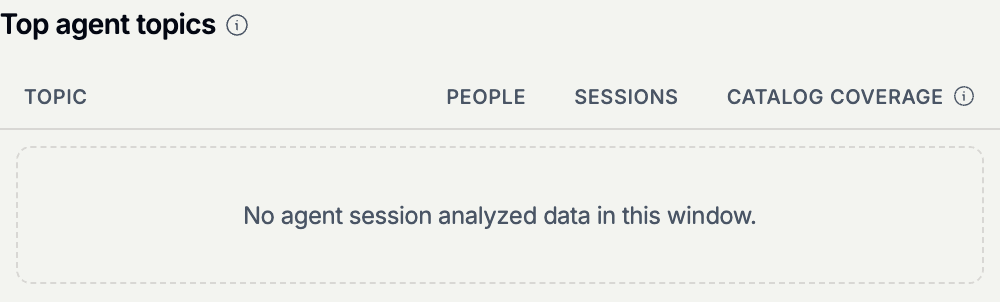 Top agent topics
TOPIC PEOPLE SESSIONS CATALOG COVERAGE
No agent session analyzed data in this window.